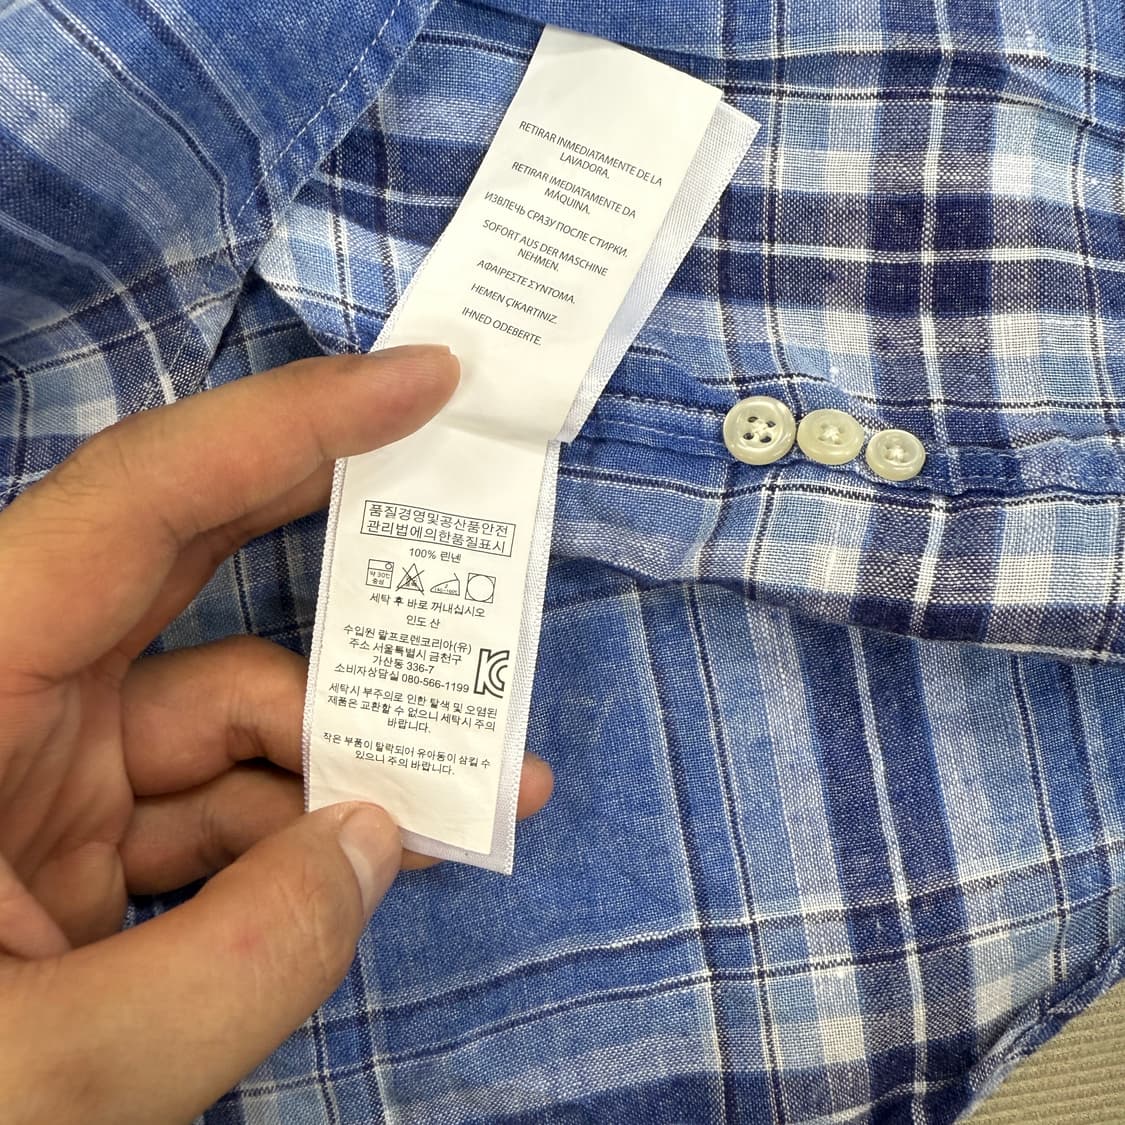 RETIRAR INMEDIATAMENTE DE LA
LAVADORA.
RETIRAR IMEDIATAMENTE DA
MÁQUINA.
ИЗВЛЕЧЬ СРАЗУ ПОСЛЕ СТИРКИ.
SOFORT AUS DER MASCHINE
NEHMEN.
ΑΦΑΙΡΕΣΤΕ ΣΥΝΤΟΜΑ.
HEMEN ÇIKARTINIZ.
IHNED ODEBERTE.
품질경영및공산품안전
관리법에의한품질표시
100% 린넨
약 30℃
중성
세탁 후 바로 꺼내십시오
인도 산
수입원 랄프로렌코리아(유)
주소 서울특별시 금천구
가산동 336-7
소비자상담실 080-566-1199
세탁시 부주의로 인한 탈색 및 오염된
제품은 교환할 수 없으니 세탁시 주의
바랍니다.
작은 부품이 탈락되어 유아동이 삼킬 수
있으니 주의 바랍니다.